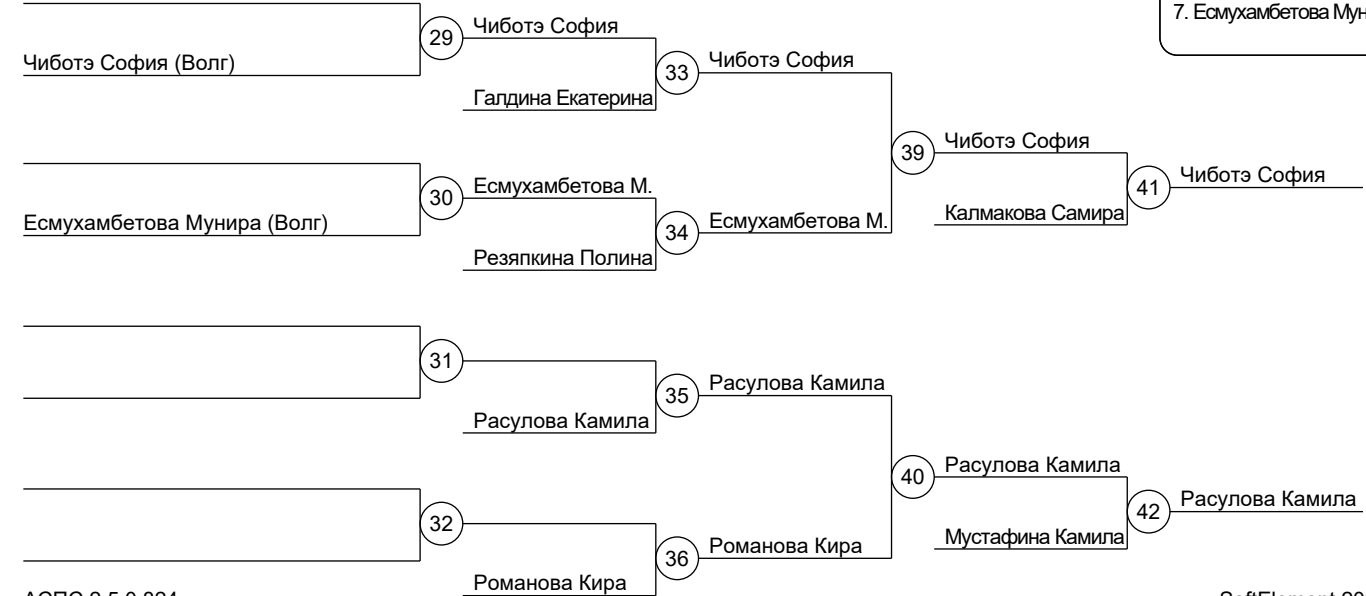 7. Есмухамбетова Мун
29
Чиботэ София
Чиботэ София (Волг)
33
Чиботэ София
Галдина Екатерина
39
Чиботэ София
30
Есмухамбетова М.
41
Чиботэ София
Есмухамбетова Мунира (Волг)
34
Есмухамбетова М.
Калмакова Самира
Резяпкина Полина
31
35
Расулова Камила
Расулова Камила
40
Расулова Камила
32
42
Расулова Камила
36
Романова Кира
Мустафина Камила
Романова Кира